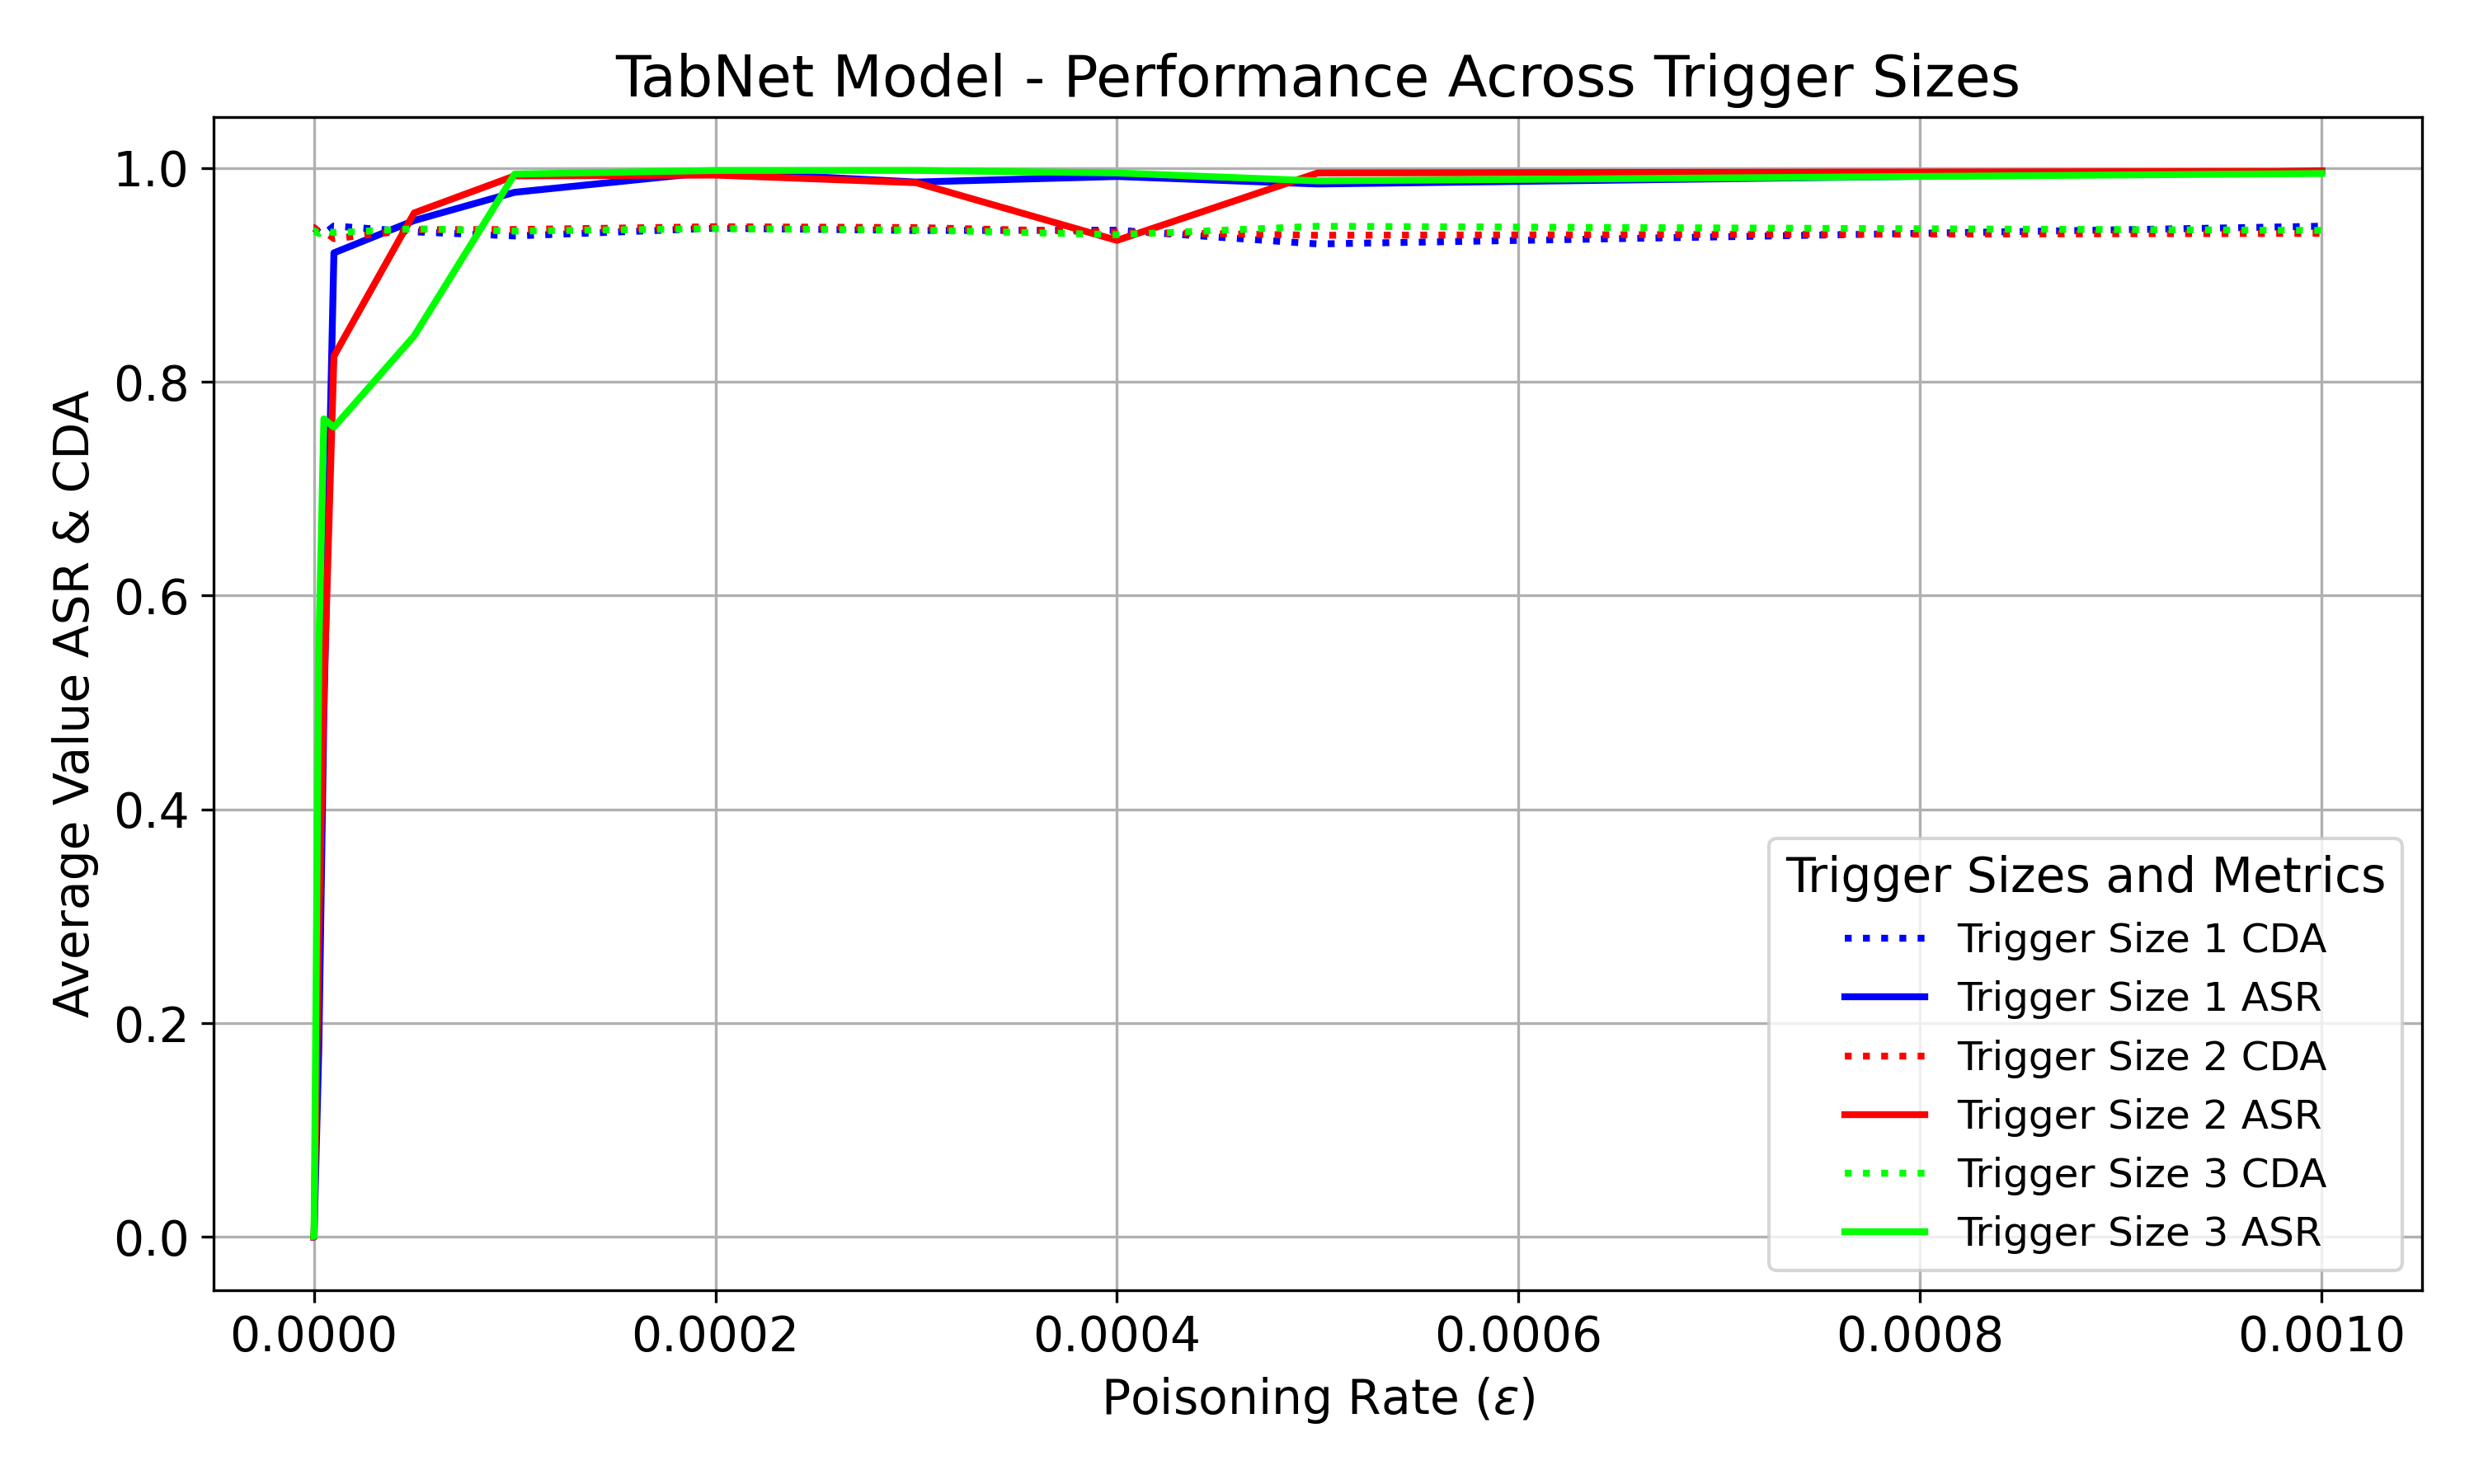 TabNet Model - Performance Across Trigger Sizes
Average Value ASR & CDA
1.0
0.8
0.6
0.4
0.2
0.0
0.0000 0.0002 0.0004 0.0006 0.0008 0.0010
Poisoning Rate (ε)
Trigger Sizes and Metrics
Trigger Size 1 CDA
Trigger Size 1 ASR
Trigger Size 2 CDA
Trigger Size 2 ASR
Trigger Size 3 CDA
Trigger Size 3 ASR